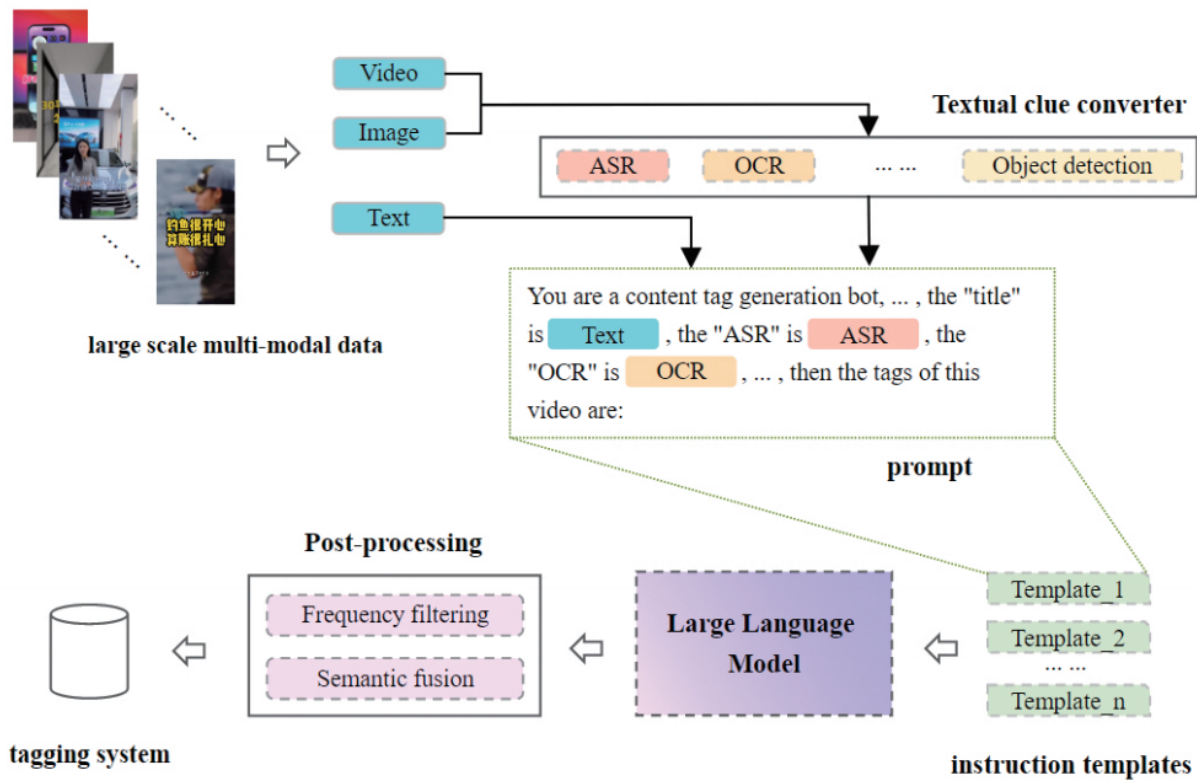 Video
Image
Text
large scale multi-modal data
钓鱼很开心
算账很扎心
Textual clue converter
ASR
OCR
... ...
Object detection
You are a content tag generation bot, ... , the "title"
is Text , the "ASR" is ASR , the
"OCR" is OCR , ... , then the tags of this
video are:
prompt
Post-processing
Frequency filtering
Semantic fusion
Large Language
Model
Template_1
Template_2
... ...
Template_n
tagging system
instruction templates